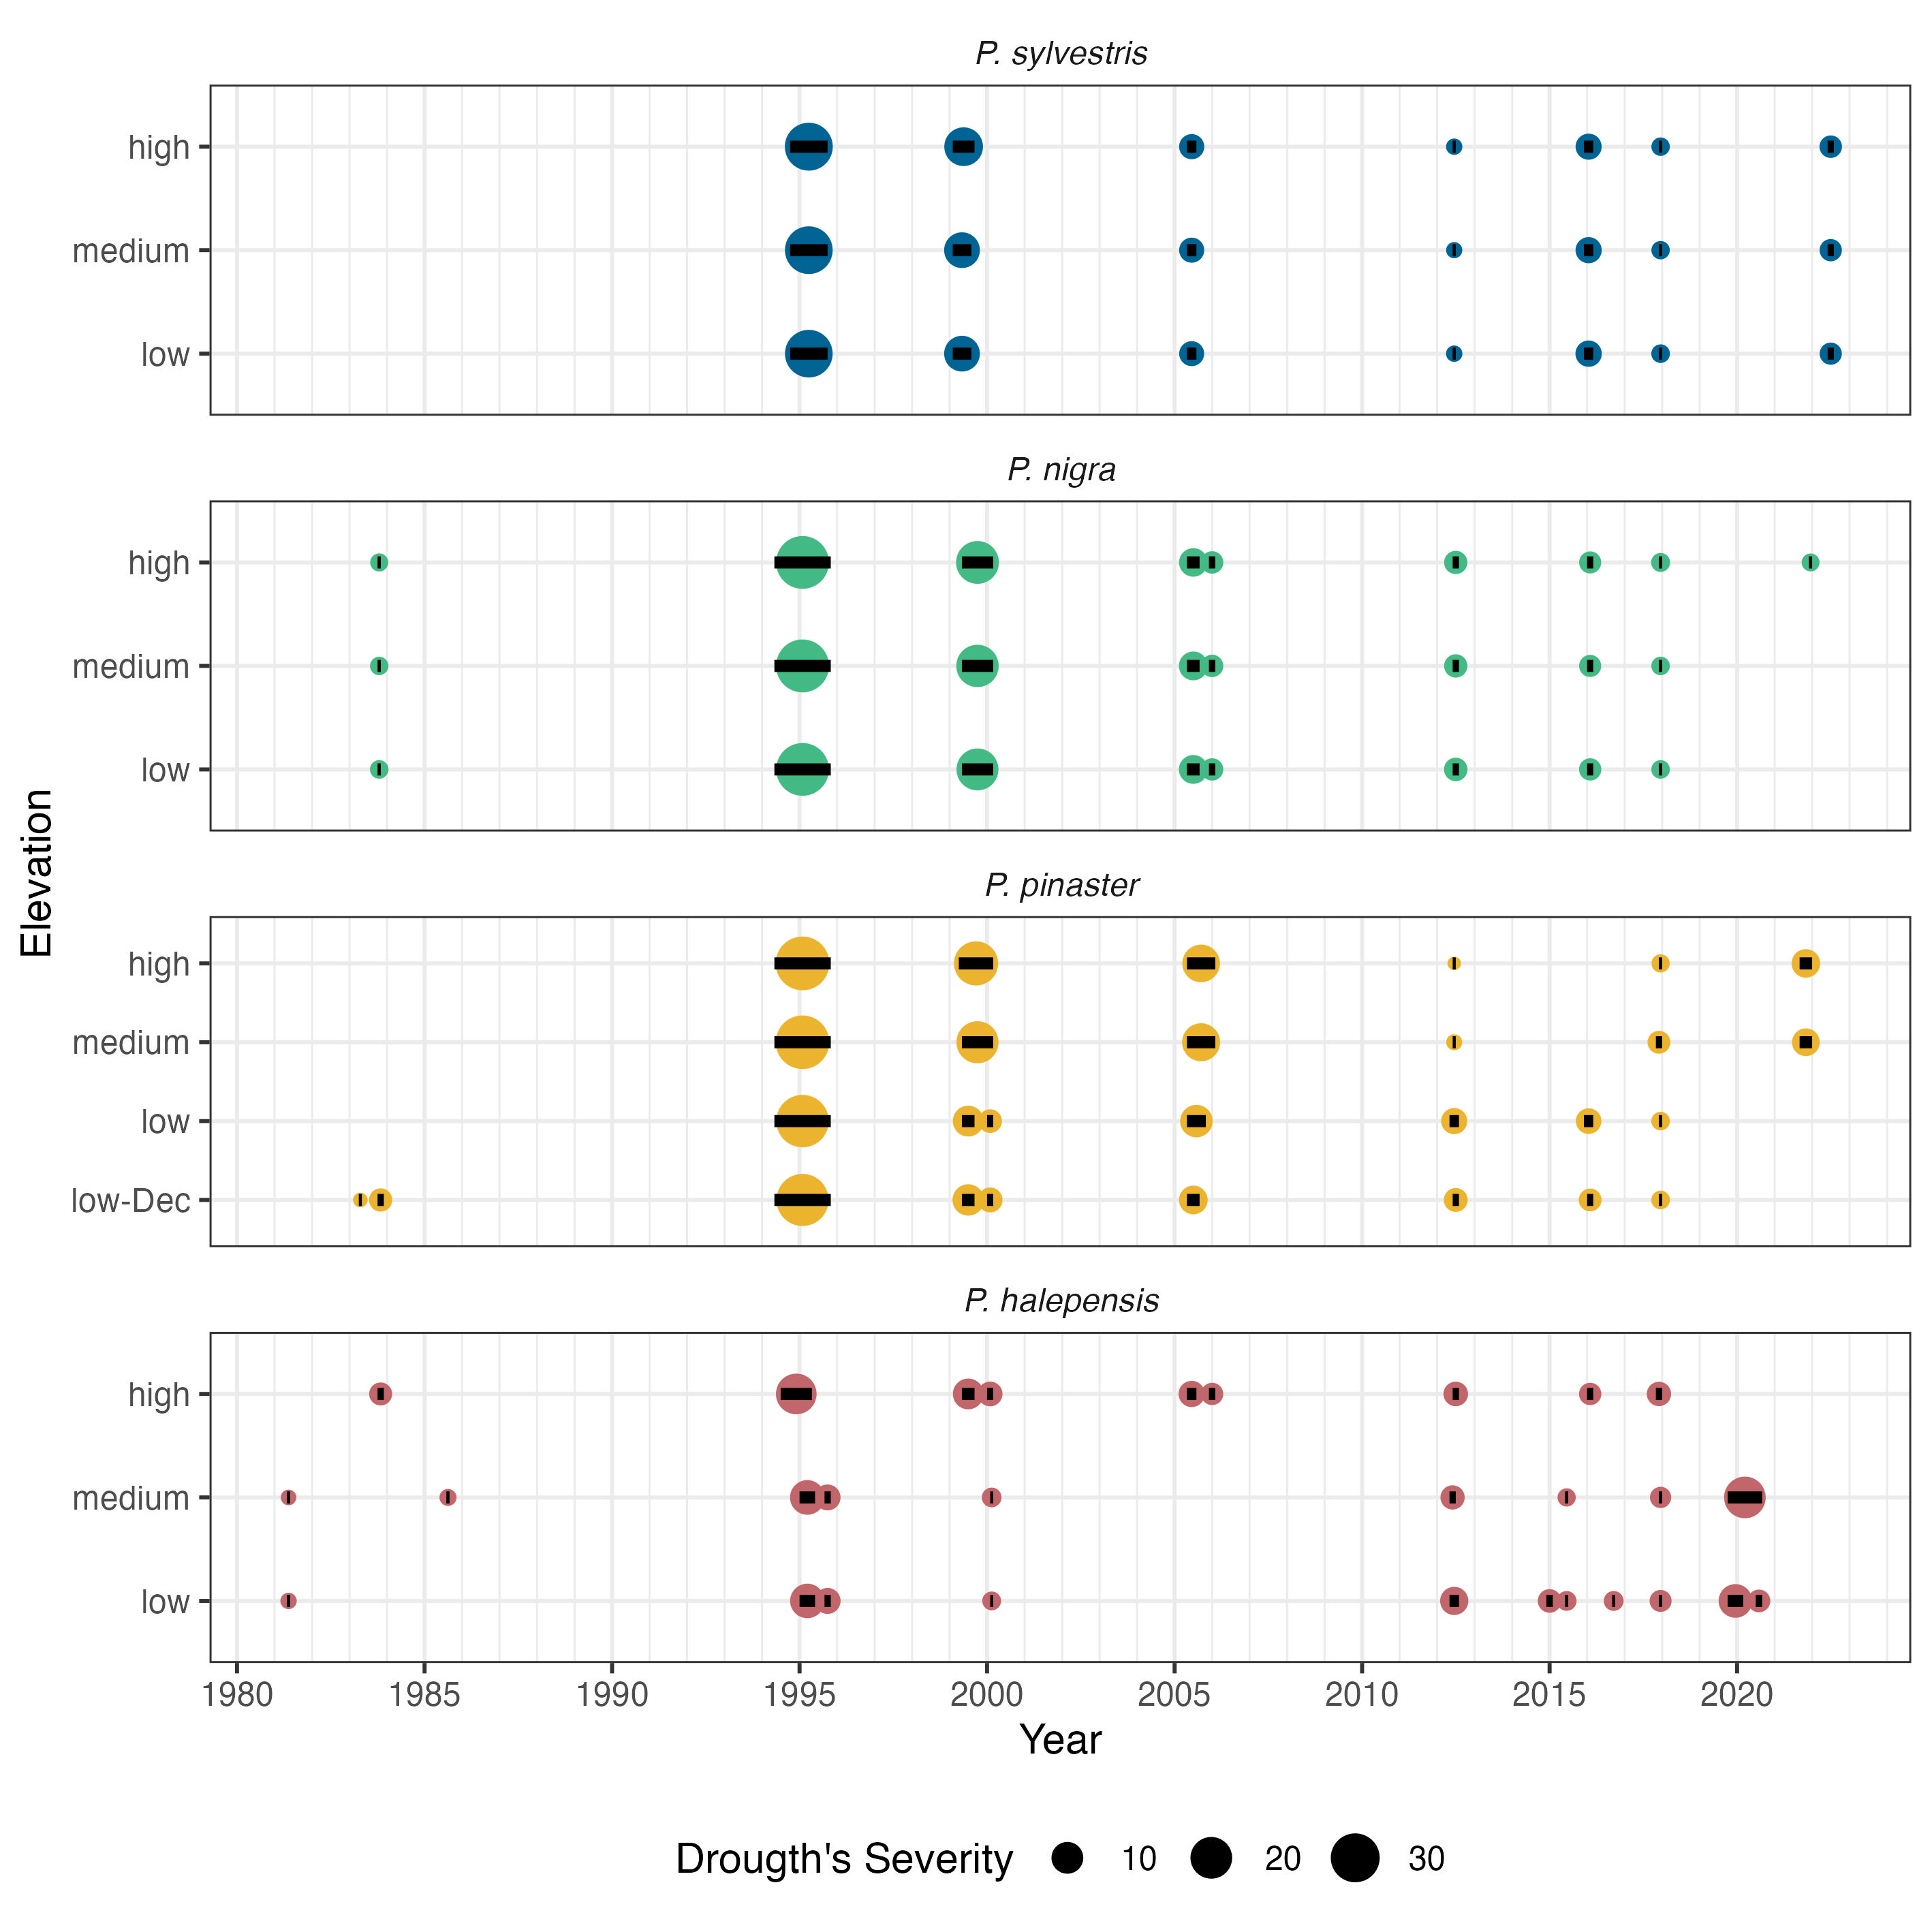 P. sylvestris
high
medium
low
P. nigra
high
medium
low
Elevation
P. pinaster
high
medium
low
low-Dec
P. halepensis
high
medium
low
1980 1985 1990 1995 2000 2005 2010 2015 2020
Year
Drougth's Severity 10 20 30